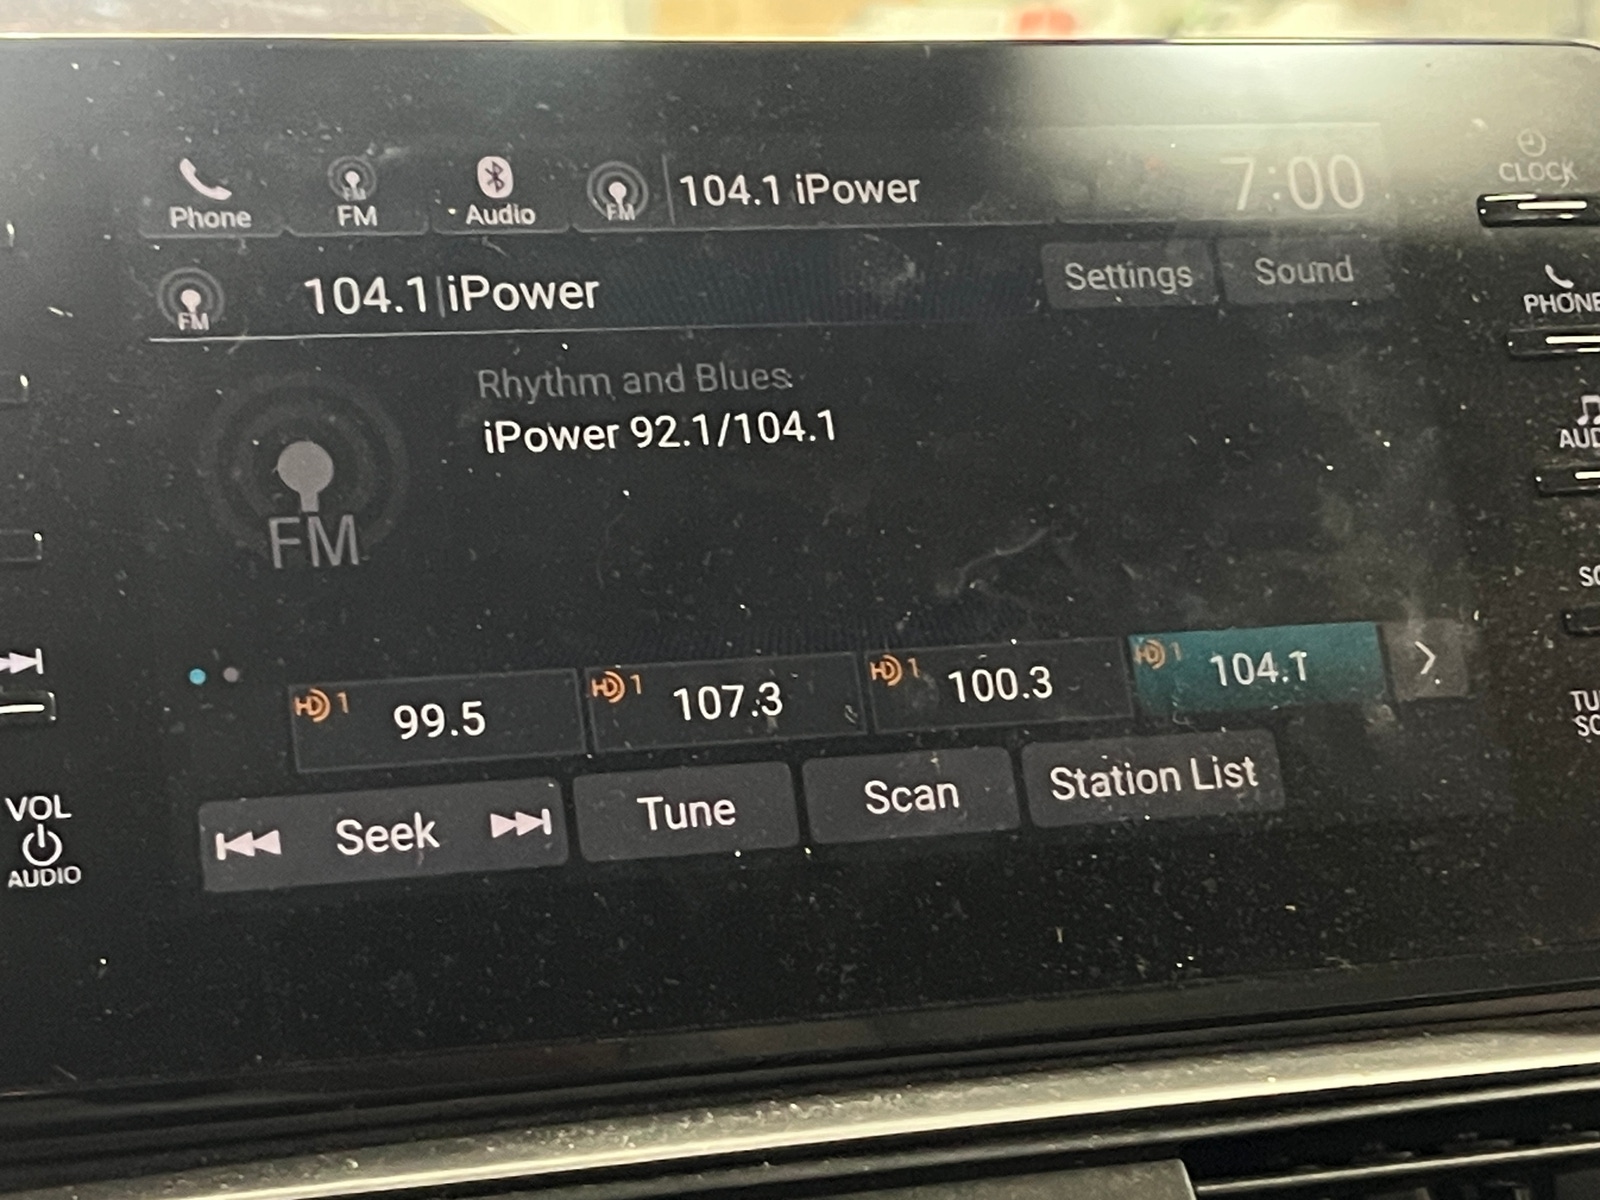 Phone
FM
FM
Audio
FM
104.1 iPower
7:00
CLOCK
FM
104.1 iPower
Settings
Sound
PHONE
Rhythm and Blues
iPower 92.1/104.1
FM
HD 1 99.5
HD 1 107.3
HD 1 100.3
HD 1 104.1
Seek
Tune
Scan
Station List
VOL
AUDIO